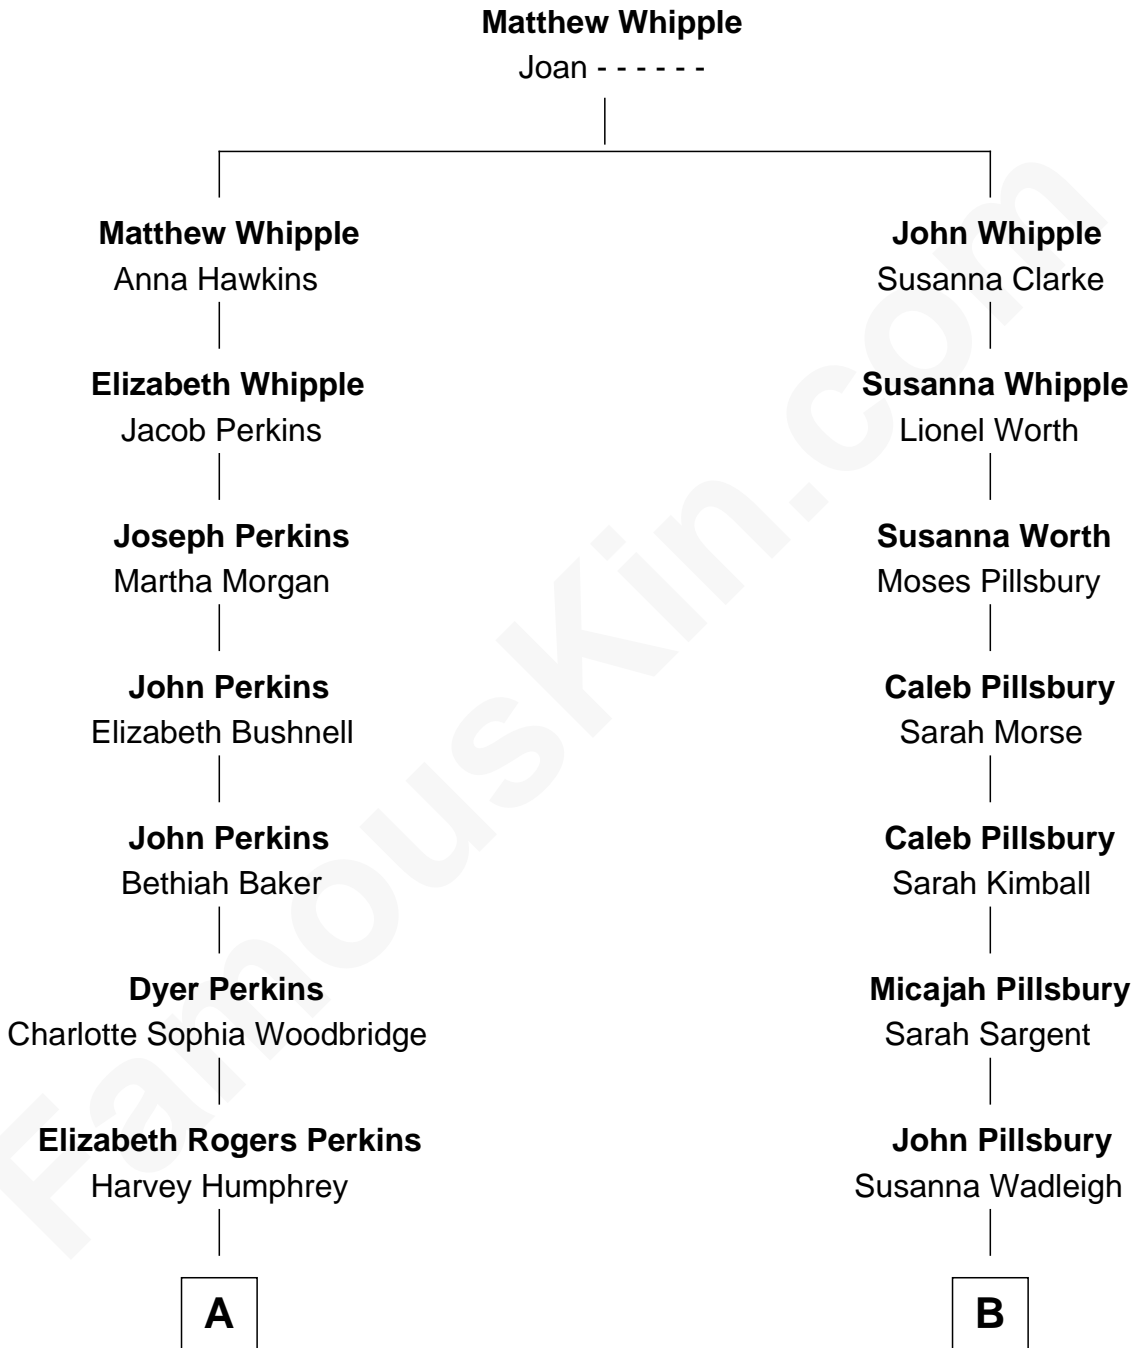 Matthew Whipple
Joan - - - - - -
Matthew Whipple
Anna Hawkins
John Whipple
Susanna Clarke
Elizabeth Whipple
Jacob Perkins
Susanna Whipple
Lionel Worth
Joseph Perkins
Martha Morgan
Susanna Worth
Moses Pillsbury
John Perkins
Elizabeth Bushnell
Caleb Pillsbury
Sarah Morse
John Perkins
Bethiah Baker
Caleb Pillsbury
Sarah Kimball
Dyer Perkins
Charlotte Sophia Woodbridge
Micajah Pillsbury
Sarah Sargent
Elizabeth Rogers Perkins
Harvey Humphrey
John Pillsbury
Susanna Wadleigh
A
B
FamousKin.com